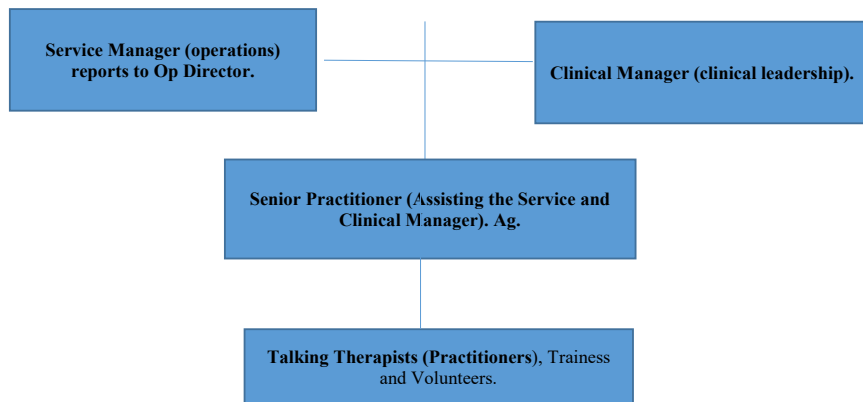 Service Manager (operations)
reports to Op Director.
Clinical Manager (clinical leadership).
Senior Practitioner (Assisting the Service and
Clinical Manager). Ag.
Talking Therapists (Practitioners), Trainess
and Volunteers.